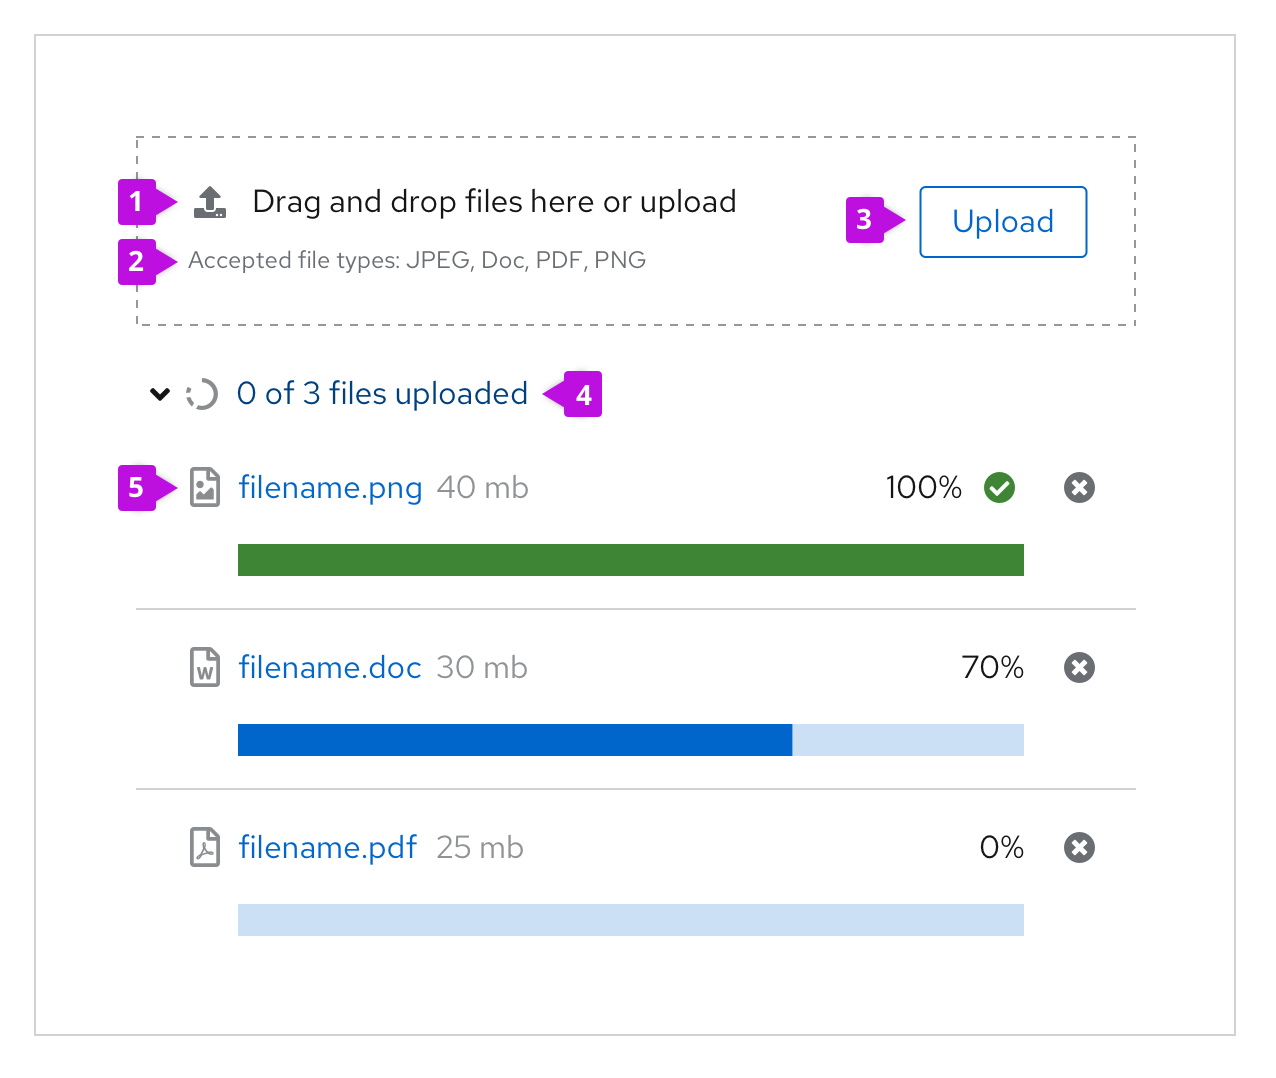 1 Drag and drop files here or upload
3 Upload
2 Accepted file types: JPEG, Doc, PDF, PNG
0 of 3 files uploaded 4
5 filename.png 40 mb 100%
W filename.doc 30 mb 70%
filename.pdf 25 mb 0%